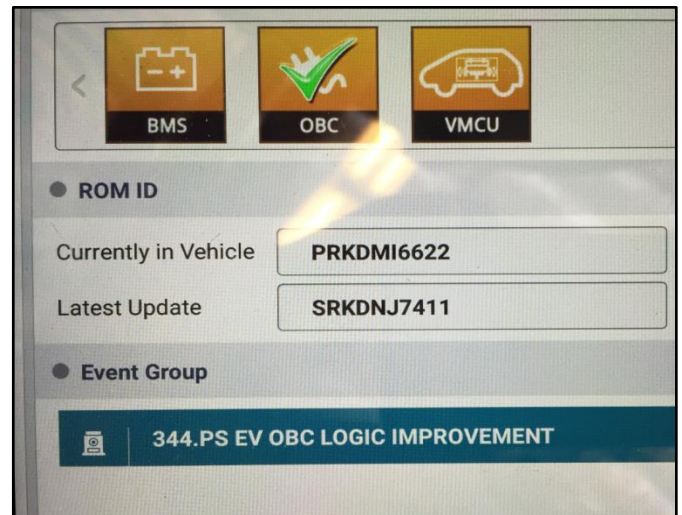 BMS OBC VMCU
ROM ID
Currently in Vehicle PRKDMI6622
Latest Update SRKDNJ7411
Event Group
344.PS EV OBC LOGIC IMPROVEMENT